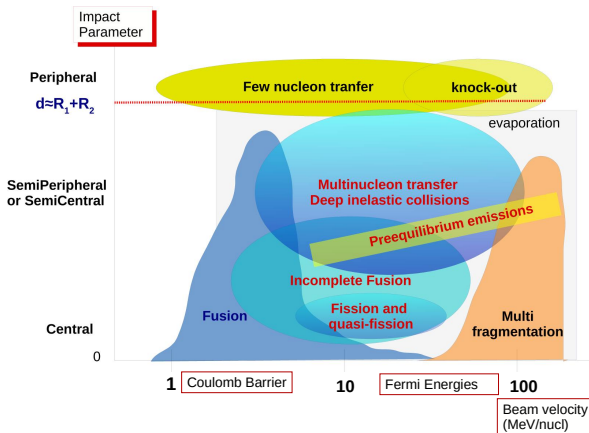 Impact
Parameter
Peripheral
d≈R1+R2
Few nucleon tranfer
knock-out
evaporation
SemiPeripheral
or SemiCentral
Multinucleon transfer
Deep inelastic collisions
Preequilibrium emissions
Incomplete Fusion
Fusion
Fission and
quasi-fission
Multi
fragmentation
Central
0
1
Coulomb Barrier
10
Fermi Energies
100
Beam velocity
(MeV/nucl)